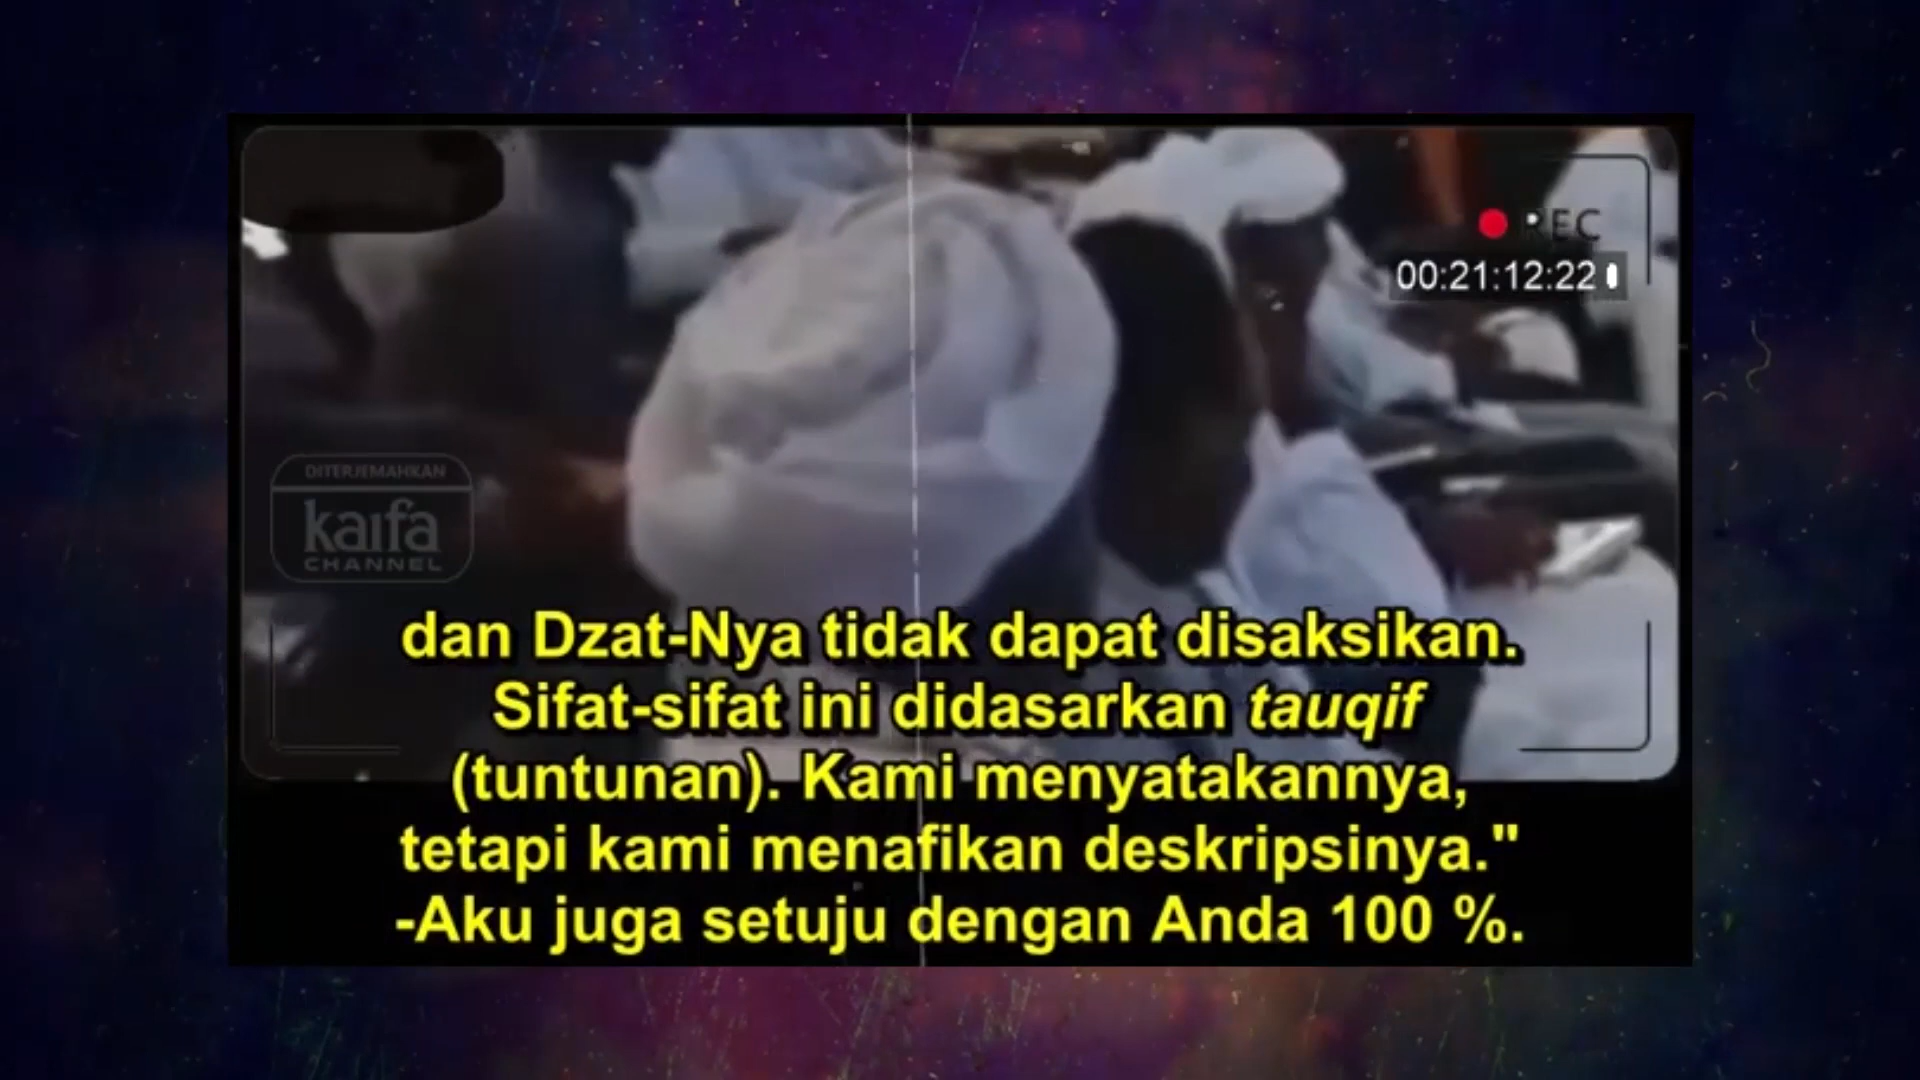 REC
00:21:12:22
DITERJEMAHKAN
kaifa
CHANNEL
dan Dzat-Nya tidak dapat disaksikan.
Sifat-sifat ini didasarkan tauqif
(tuntunan). Kami menyatakannya,
tetapi kami menafikan deskripsinya."
-Aku juga setuju dengan Anda 100 %.